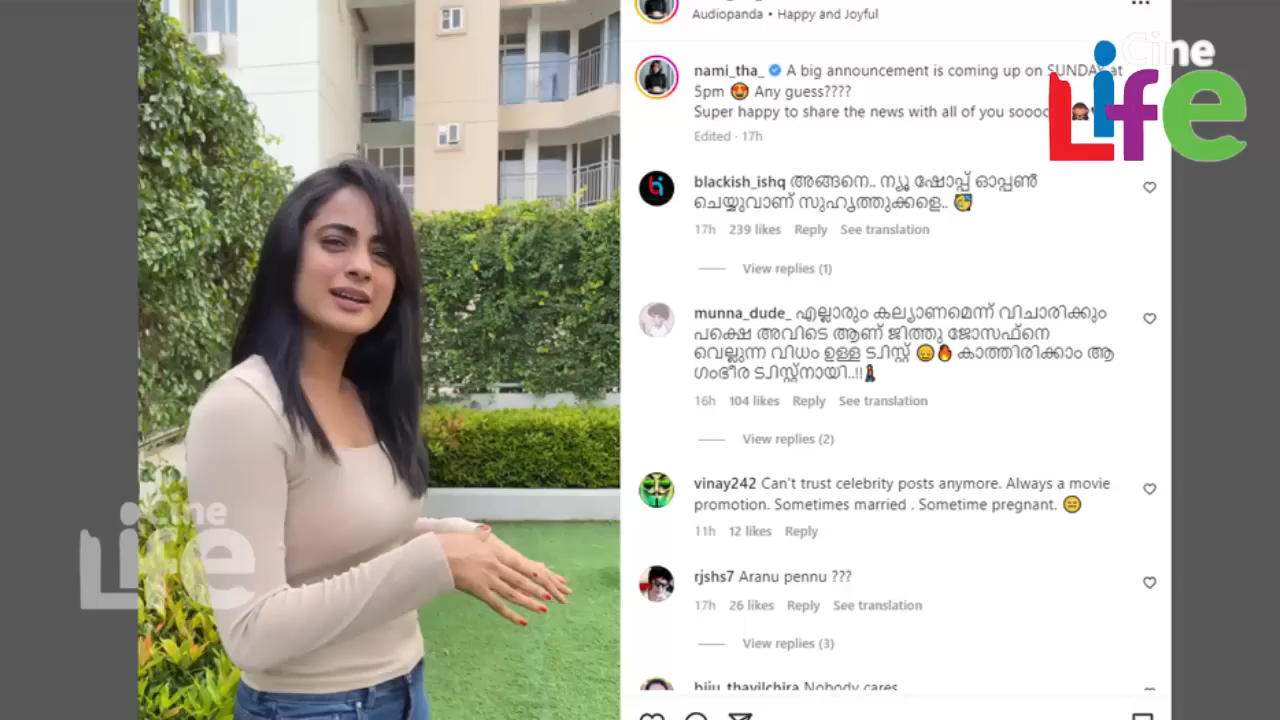 Audiopanda • Happy and Joyful
Cine
Life
nami_tha_ A big announcement is coming up on SUNDAY at
5pm 😍 Any guess????
Super happy to share the news with all of you soooo
Edited · 17h
blackish_ishq അങ്ങനെ.. ന്യൂ ഷോപ്പ് ഓപ്പൺ
ചെയ്യുവാണ് സുഹൃത്തുക്കളെ.. 🥳
17h 239 likes Reply See translation
View replies (1)
munna_dude_ എല്ലാരും കല്യാണമെന്ന് വിചാരിക്കും
പക്ഷെ അവിടെ ആണ് ജിത്തു ജോസഫ്നെ
വെല്ലുന്ന വിധം ഉള്ള ട്വിസ്റ്റ് 😞🔥 കാത്തിരിക്കാം ആ
ഗംഭീര ട്വിസ്റ്റ്നായി..!!
16h 104 likes Reply See translation
View replies (2)
vinay242 Can't trust celebrity posts anymore. Always a movie
promotion. Sometimes married . Sometime pregnant. 😑
11h 12 likes Reply
rjshs7 Aranu pennu ???
17h 26 likes Reply See translation
View replies (3)
biju_thayilchira Nobody cares
Cine
Life